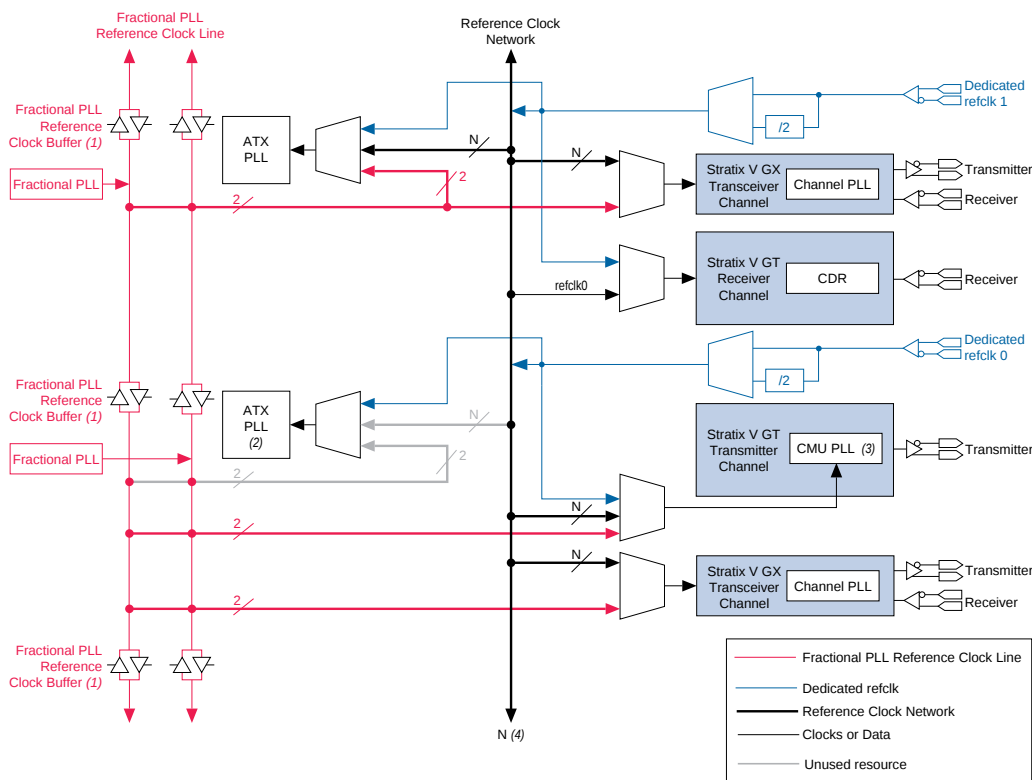 Fractional PLL
Reference Clock Line
Reference Clock
Network
Fractional PLL
Reference
Clock Buffer (1)
Dedicated
refclk 1
/2
ATX
PLL
N
N
2
Stratix V GX
Transceiver
Channel
Channel PLL
Transmitter
Receiver
Fractional PLL
2
Stratix V GT
Receiver
Channel
CDR
Receiver
refclk0
Dedicated
refclk 0
/2
Fractional PLL
Reference
Clock Buffer (1)
ATX
PLL
(2)
N
2
Stratix V GT
Transmitter
Channel
CMU PLL (3)
Transmitter
Fractional PLL
2
N
2
N
Stratix V GX
Transceiver
Channel
Channel PLL
Transmitter
Receiver
2
Fractional PLL
Reference
Clock Buffer (1)
N (4)
Fractional PLL Reference Clock Line
Dedicated refclk
Reference Clock Network
Clocks or Data
Unused resource